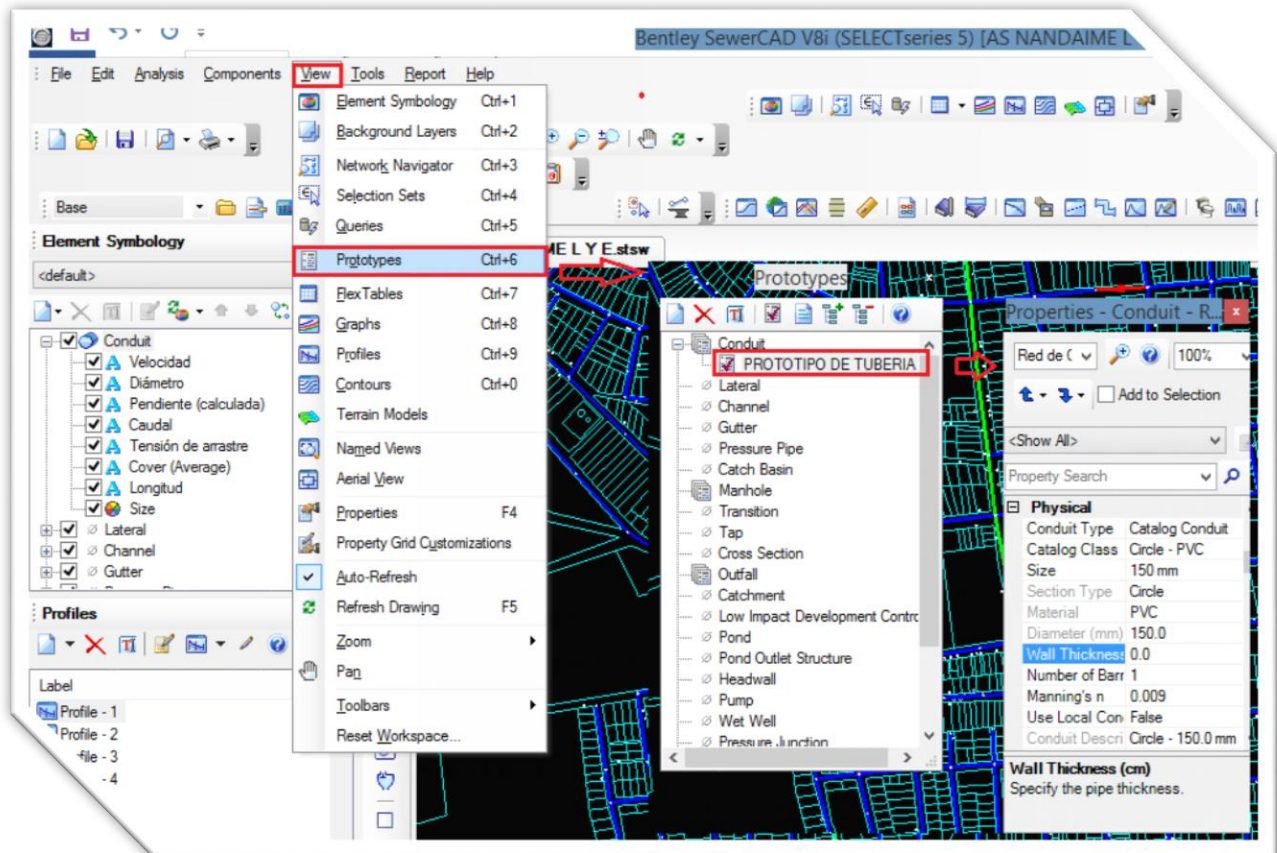 Bentley SewerCAD V8i (SELECTseries 5) [AS NANDAIME L
File Edit Analysis Components View Tools Report Help
Base
Element Symbology
<default>
Conduit
Velocidad
Diámetro
Pendiente (calculada)
Caudal
Tensión de arrastre
Cover (Average)
Longitud
Size
Lateral
Channel
Gutter
Profiles
Label
Profile - 1
Profile - 2
file - 3
- 4
Element Symbology Ctrl+1
Background Layers Ctrl+2
Network Navigator Ctrl+3
Selection Sets Ctrl+4
Queries Ctrl+5
Prototypes Ctrl+6
FlexTables Ctrl+7
Graphs Ctrl+8
Profiles Ctrl+9
Contours Ctrl+0
Terrain Models
Named Views
Aerial View
Properties F4
Property Grid Customizations
Auto-Refresh
Refresh Drawing F5
Zoom
Pan
Toolbars
Reset Workspace...
ME L Y E.stsw
Prototypes x
Conduit
PROTOTIPO DE TUBERIA
Lateral
Channel
Gutter
Pressure Pipe
Catch Basin
Manhole
Transition
Tap
Cross Section
Outfall
Catchment
Low Impact Development Contrc
Pond
Pond Outlet Structure
Headwall
Pump
Wet Well
Pressure Junction
Properties - Conduit - R... x
Red de ( 100%
Add to Selection
<Show All>
Property Search
Physical
Conduit Type Catalog Conduit
Catalog Class Circle - PVC
Size 150 mm
Section Type Circle
Material PVC
Diameter (mm) 150.0
Wall Thickness 0.0
Number of Barr 1
Manning's n 0.009
Use Local Con False
Conduit Descri Circle - 150.0 mm
Wall Thickness (cm)
Specify the pipe thickness.